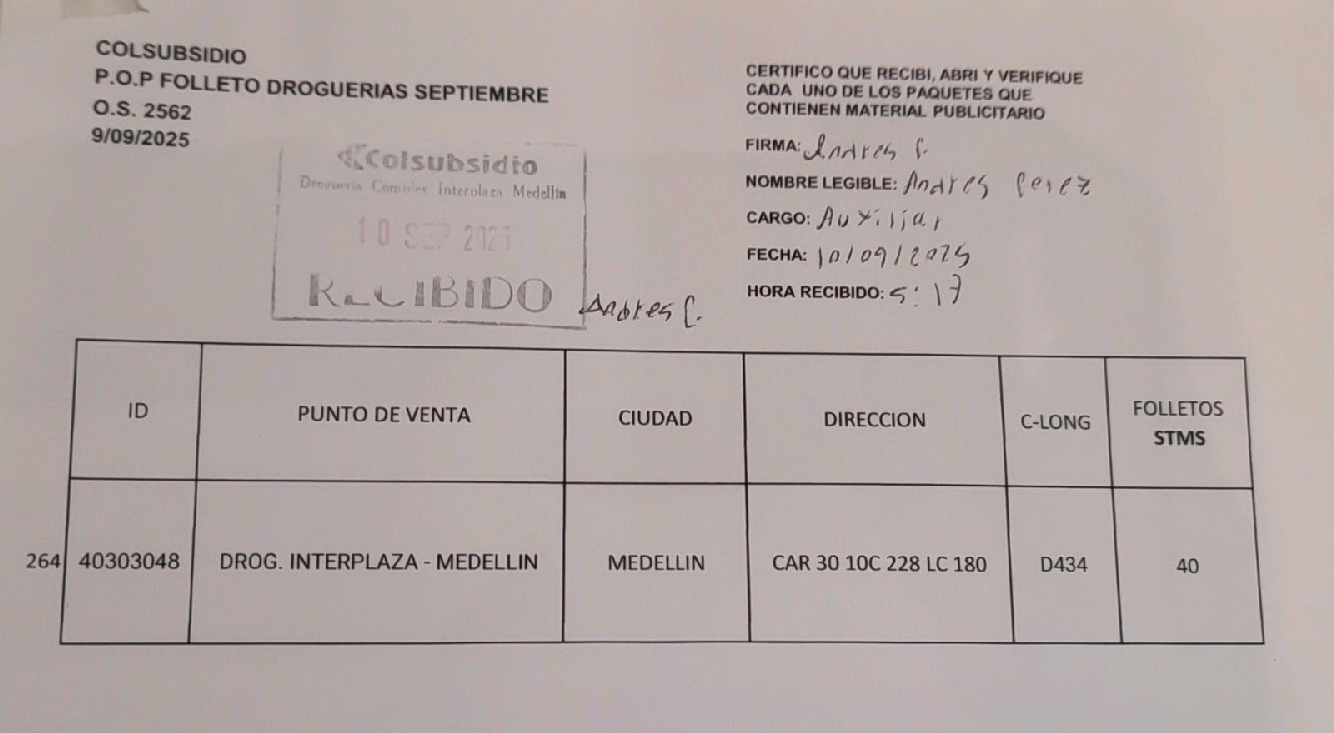 COLSUBSIDIO
P.O.P FOLLETO DROGUERIAS SEPTIEMBRE
O.S. 2562
9/09/2025
Colsubsidio
Drogueria Complex Interplaza Medellin
10 SEP 2025
RECIBIDO
Andres C.
CERTIFICO QUE RECIBI, ABRI Y VERIFIQUE
CADA UNO DE LOS PAQUETES QUE
CONTIENEN MATERIAL PUBLICITARIO
FIRMA: Andres C.
NOMBRE LEGIBLE: Andres Perez
CARGO: Auxiliar
FECHA: 10/09/2025
HORA RECIBIDO: 5:17
ID PUNTO DE VENTA CIUDAD DIRECCION C-LONG FOLLETOS STMS
264 40303048 DROG. INTERPLAZA - MEDELLIN MEDELLIN CAR 30 10C 228 LC 180 D434 40